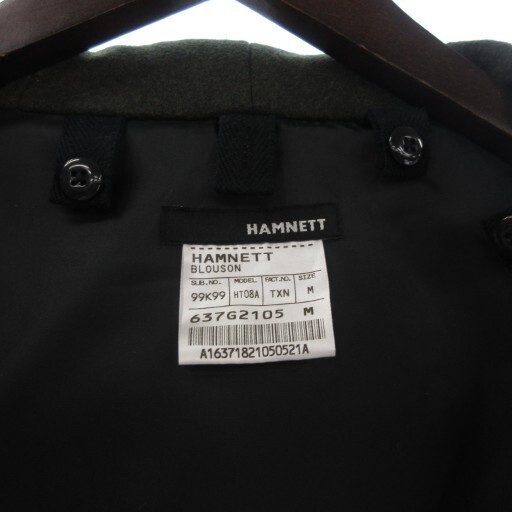 HAMNETT
HAMNETT
BLOUSON
SUB.NO. MODEL FACT.NO. SIZE
99K99 HT08A TXN M
637G2105 M
A16371821050521A